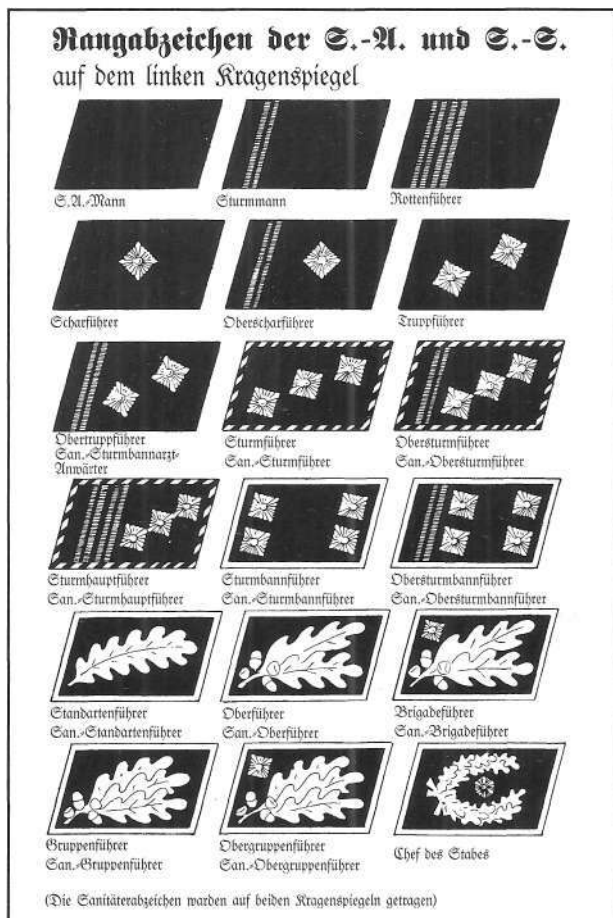 Rangabzeichen der S.-A. und S.-S.
auf dem linken Kragenspiegel
S.A.-Mann
Sturmmann
Rottenführer
Scharführer
Oberscharführer
Truppführer
Obertruppführer
San.-Sturmbannarzt-
Anwärter
Sturmführer
San.-Sturmführer
Obersturmführer
San.-Obersturmführer
Sturmhauptführer
San.-Sturmhauptführer
Sturmbannführer
San.-Sturmbannführer
Obersturmbannführer
San.-Obersturmbannführer
Standartenführer
San.-Standartenführer
Oberführer
San.-Oberführer
Brigadeführer
San.-Brigadeführer
Gruppenführer
San.-Gruppenführer
Obergruppenführer
San.-Obergruppenführer
Chef des Stabes
(Die Sanitäterabzeichen warden auf beiden Kragenspiegeln getragen)